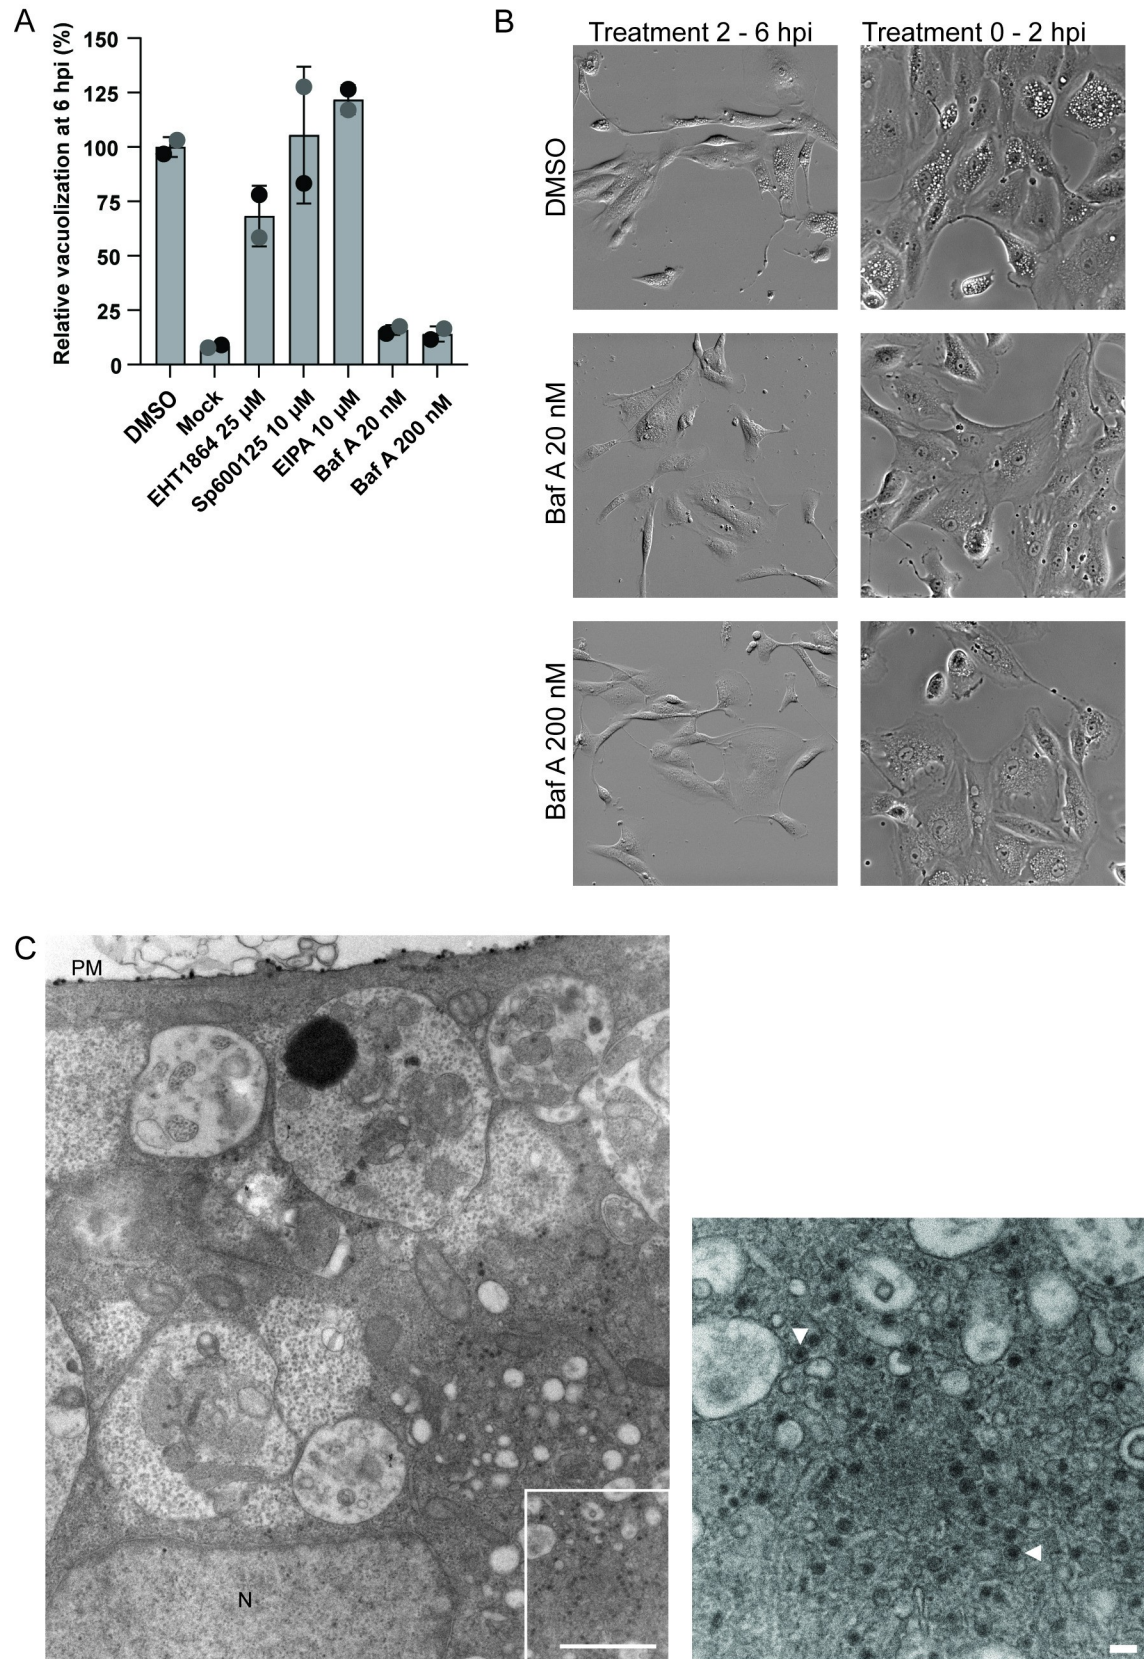 A
Relative vacuolization at 6 hpi (%)
150
125
100
75
50
25
0
DMSO
Mock
EHT1864 25 µM
Sp600125 10 µM
EIPA 10 µM
Baf A 20 nM
Baf A 200 nM
B
Treatment 2 - 6 hpi
Treatment 0 - 2 hpi
DMSO
Baf A 20 nM
Baf A 200 nM
C
PM
N